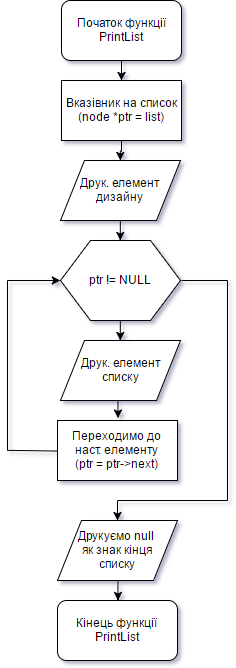 Початок функції
PrintList
Вказівник на список
(node *ptr = list)
Друк. елемент
дизайну
ptr != NULL
Друк. елемент
списку
Переходимо до
наст. елементу
(ptr = ptr->next)
Друкуємо null
як знак кінця
списку
Кінець функції
PrintList